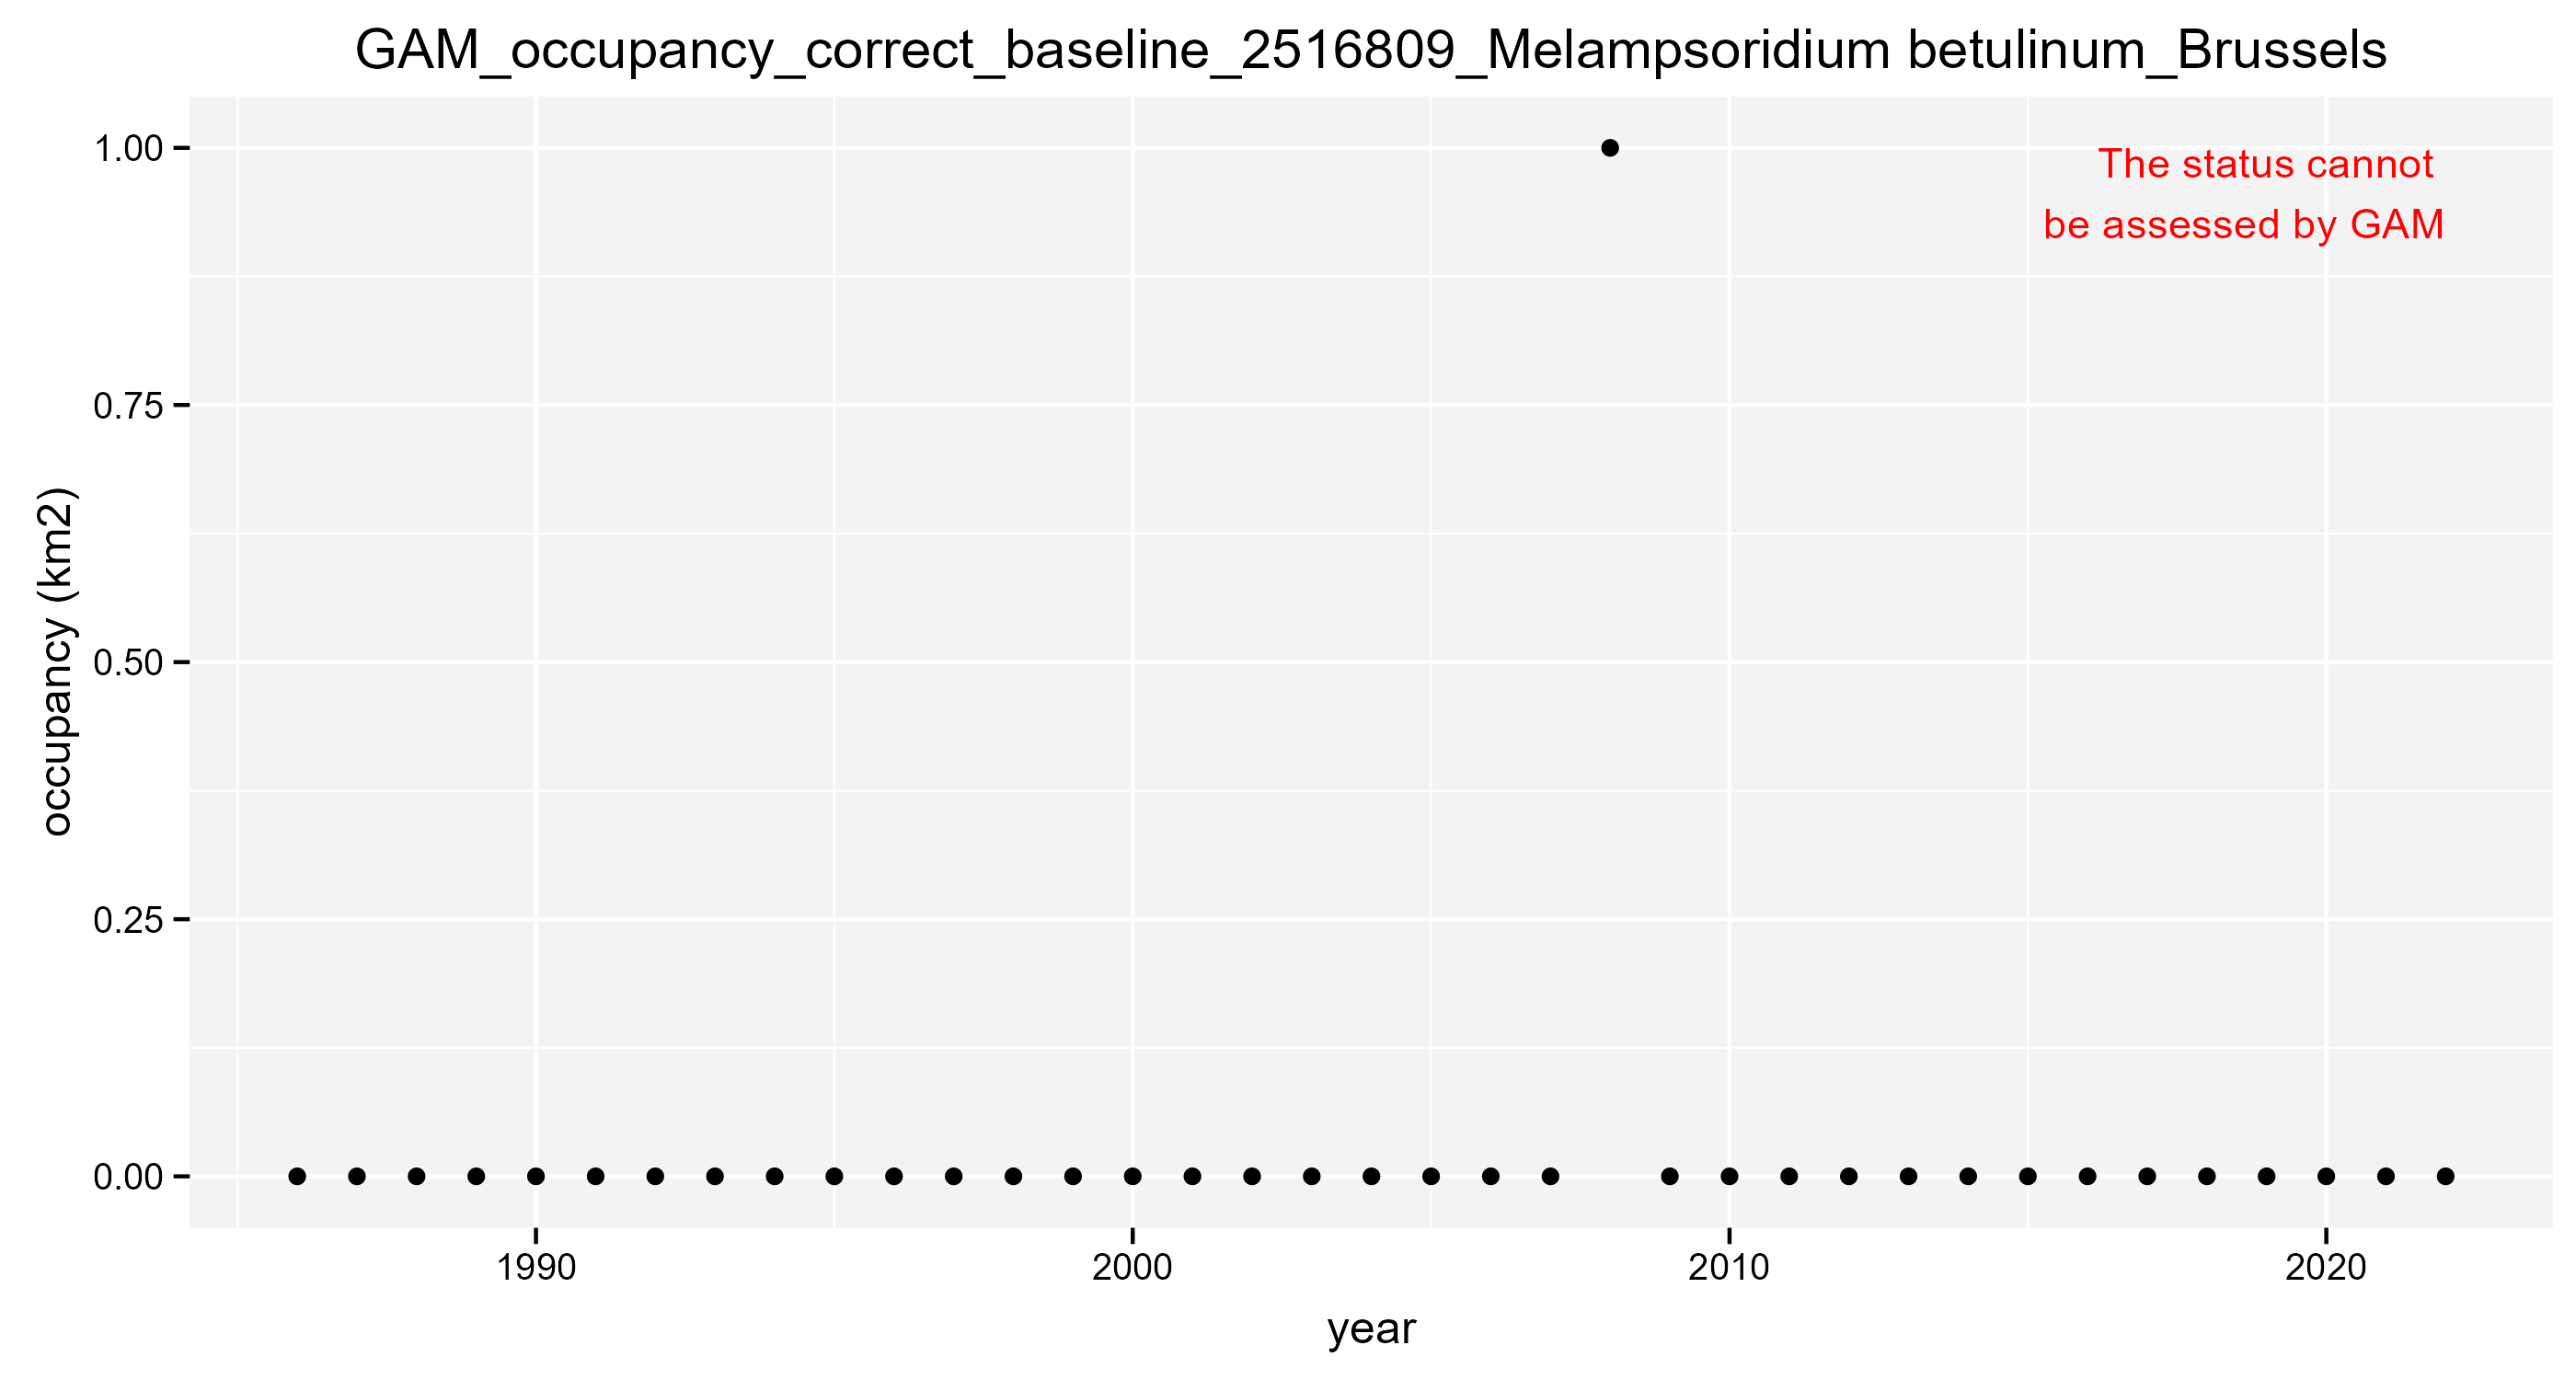 GAM_occupancy_correct_baseline_2516809_Melampsoridium betulinum_Brussels
The status cannot
be assessed by GAM
occupancy (km2)
1.00
0.75
0.50
0.25
0.00
1990
2000
2010
2020
year